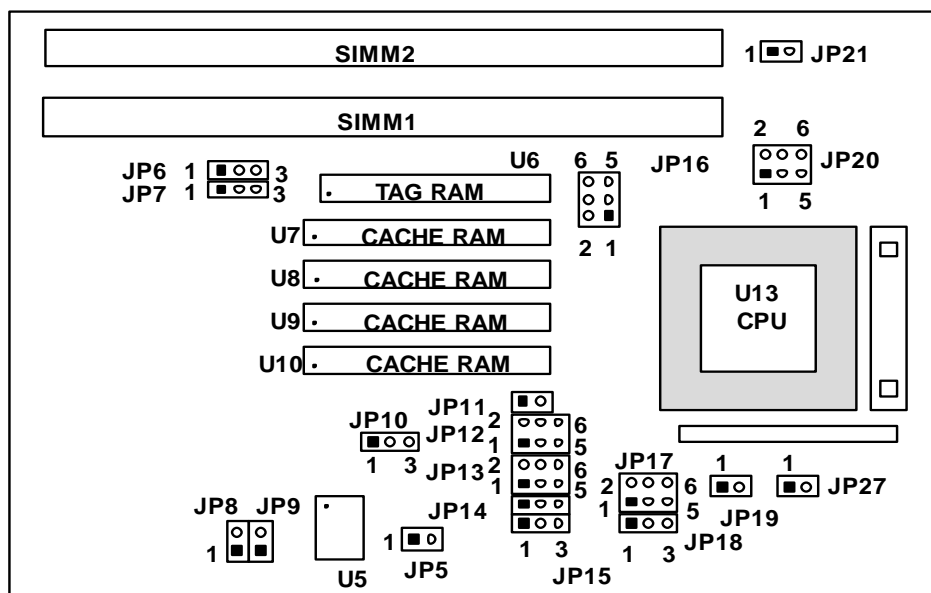 SIMM2
1 JP21
SIMM1
2 6
U6 6 5 JP16 JP20
JP6 1 3
JP7 1 3
TAG RAM
1 5
U7 CACHE RAM
2 1
U8 CACHE RAM
U13
CPU
U9 CACHE RAM
U10 CACHE RAM
JP11
JP10 JP12 2 6
1 3 1 5
JP13 2 6
1 5
JP17 1 1
2 6 JP27
1 5 JP19
JP8 JP9 JP14
1 1 1 3 1 3 JP18
U5 JP5 JP15